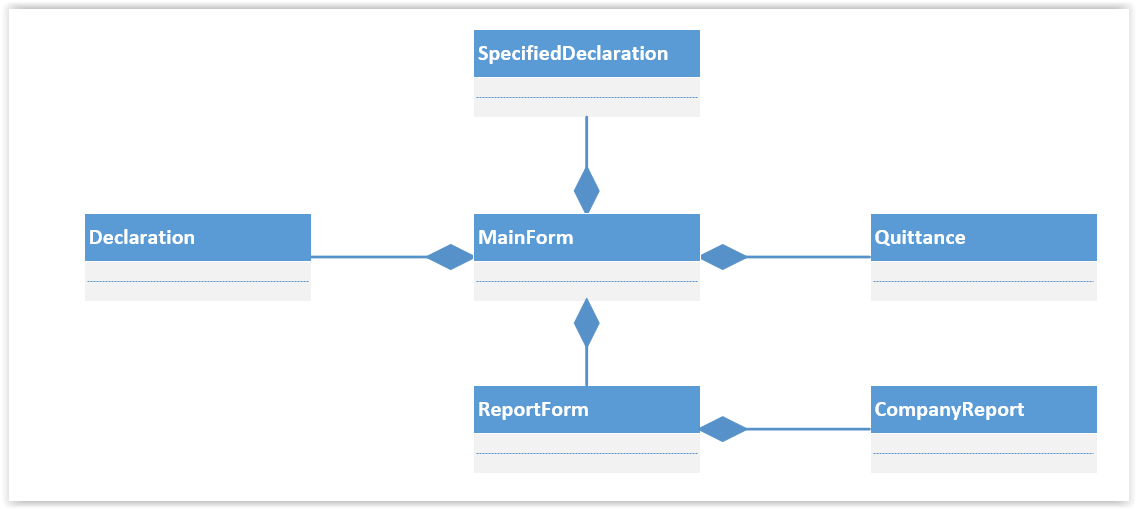 SpecifiedDeclaration
Declaration
MainForm
Quittance
ReportForm
CompanyReport